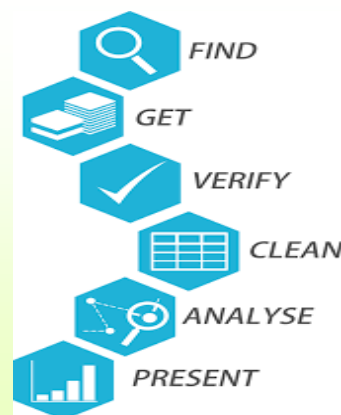 FIND
GET
VERIFY
CLEAN
ANALYSE
PRESENT